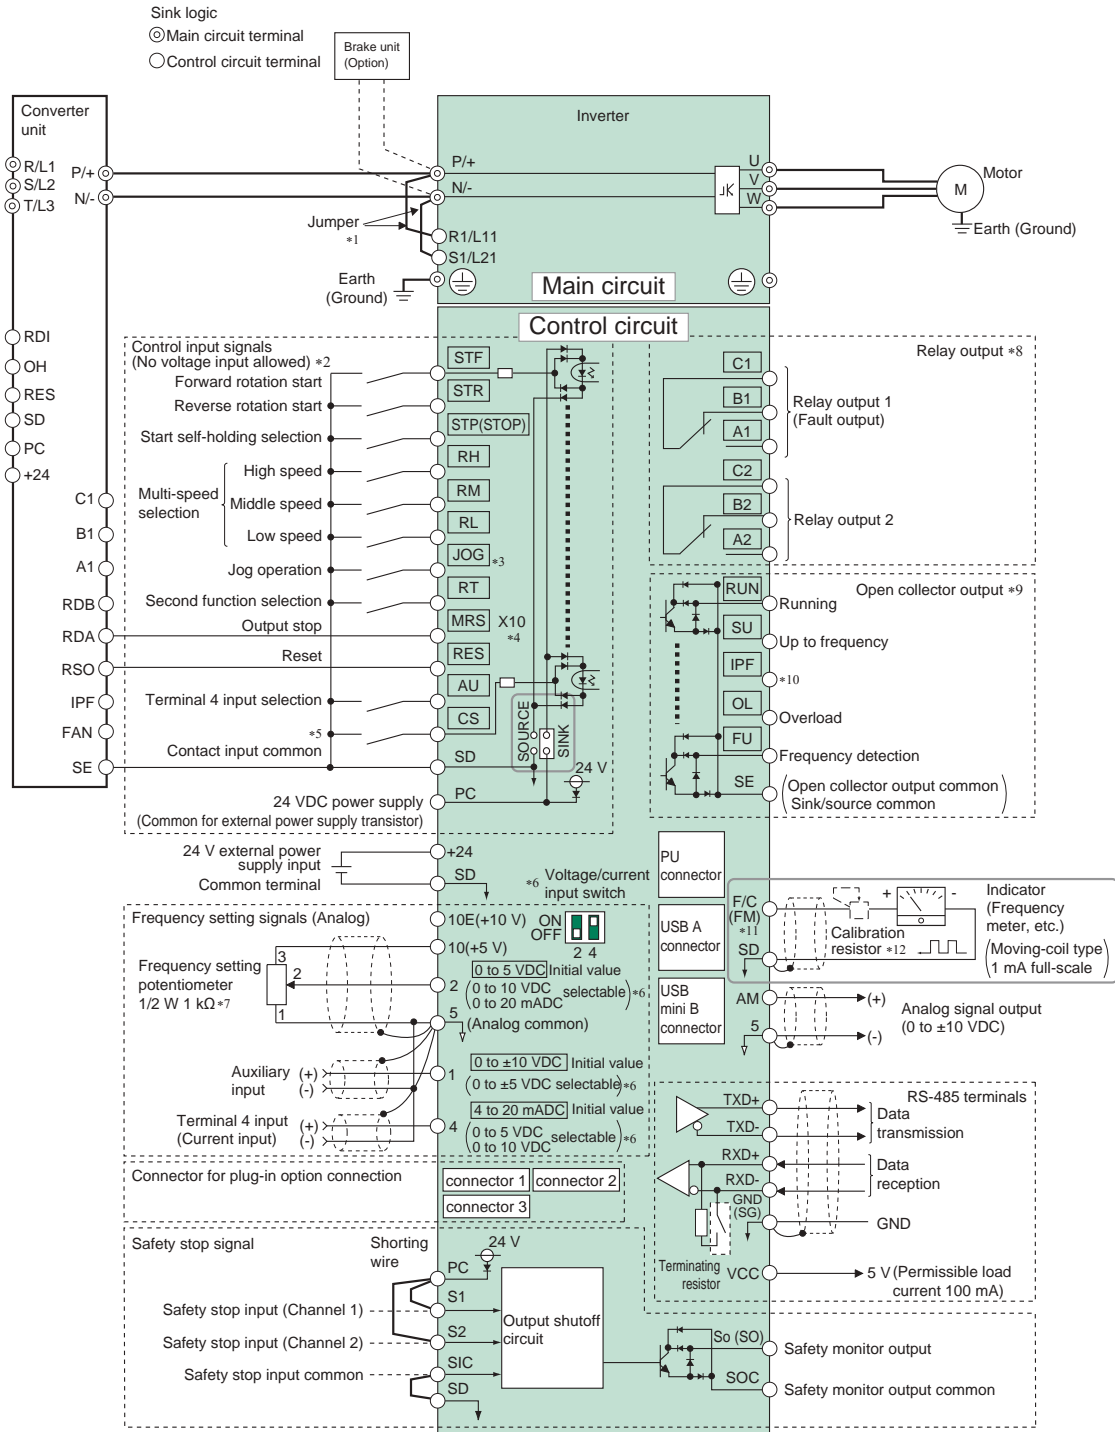 Sink logic
Main circuit terminal
Control circuit terminal
Brake unit
(Option)
Converter
unit
R/L1
S/L2
T/L3
P/+
N/-
Jumper
*1
Earth
(Ground)
Inverter
P/+
N/-
R1/L11
S1/L21
U
V
W
M
Motor
Earth (Ground)
Main circuit
Control circuit
RDI
OH
RES
SD
PC
+24
C1
B1
A1
RDB
RDA
RSO
IPF
FAN
SE
Control input signals
(No voltage input allowed) *2
Forward rotation start
Reverse rotation start
Start self-holding selection
Multi-speed
selection
High speed
Middle speed
Low speed
Jog operation
Second function selection
Output stop
Reset
Terminal 4 input selection
*5
Contact input common
24 VDC power supply
(Common for external power supply transistor)
STF
STR
STP(STOP)
RH
RM
RL
JOG *3
RT
MRS X10
*4
RES
AU
CS
SD
PC
SOURCE
SINK
24 V
Relay output *8
C1
B1
A1
Relay output 1
(Fault output)
C2
B2
A2
Relay output 2
Open collector output *9
RUN
Running
SU
Up to frequency
IPF
*10
OL
Overload
FU
Frequency detection
SE
(Open collector output common
Sink/source common)
24 V external power
supply input
Common terminal
+24
SD
*6 Voltage/current
input switch
ON
OFF
2 4
Frequency setting signals (Analog)
Frequency setting
potentiometer
1/2 W 1 kΩ *7
3
2
1
10E(+10 V)
10(+5 V)
2
0 to 5 VDC Initial value
(0 to 10 VDC
0 to 20 mADC selectable) *6
5
(Analog common)
Auxiliary
input
(+)
(-)
1
0 to ±10 VDC Initial value
(0 to ±5 VDC selectable) *6
Terminal 4 input
(Current input)
(+)
(-)
4
4 to 20 mADC Initial value
(0 to 5 VDC
0 to 10 VDC selectable) *6
PU
connector
USB A
connector
USB
mini B
connector
F/C
(FM)
*11
SD
+
-
Calibration
resistor *12
Indicator
(Frequency
meter, etc.)
(Moving-coil type
1 mA full-scale)
AM
5
(+)
(-)
Analog signal output
(0 to ±10 VDC)
RS-485 terminals
TXD+
TXD-
Data
transmission
RXD+
RXD-
Data
reception
GND
(SG)
GND
Terminating
resistor
VCC
5 V (Permissible load
current 100 mA)
Connector for plug-in option connection
connector 1
connector 2
connector 3
Safety stop signal
Shorting
wire
24 V
PC
S1
S2
SIC
SD
Safety stop input (Channel 1)
Safety stop input (Channel 2)
Safety stop input common
Output shutoff
circuit
So (SO)
SOC
Safety monitor output
Safety monitor output common